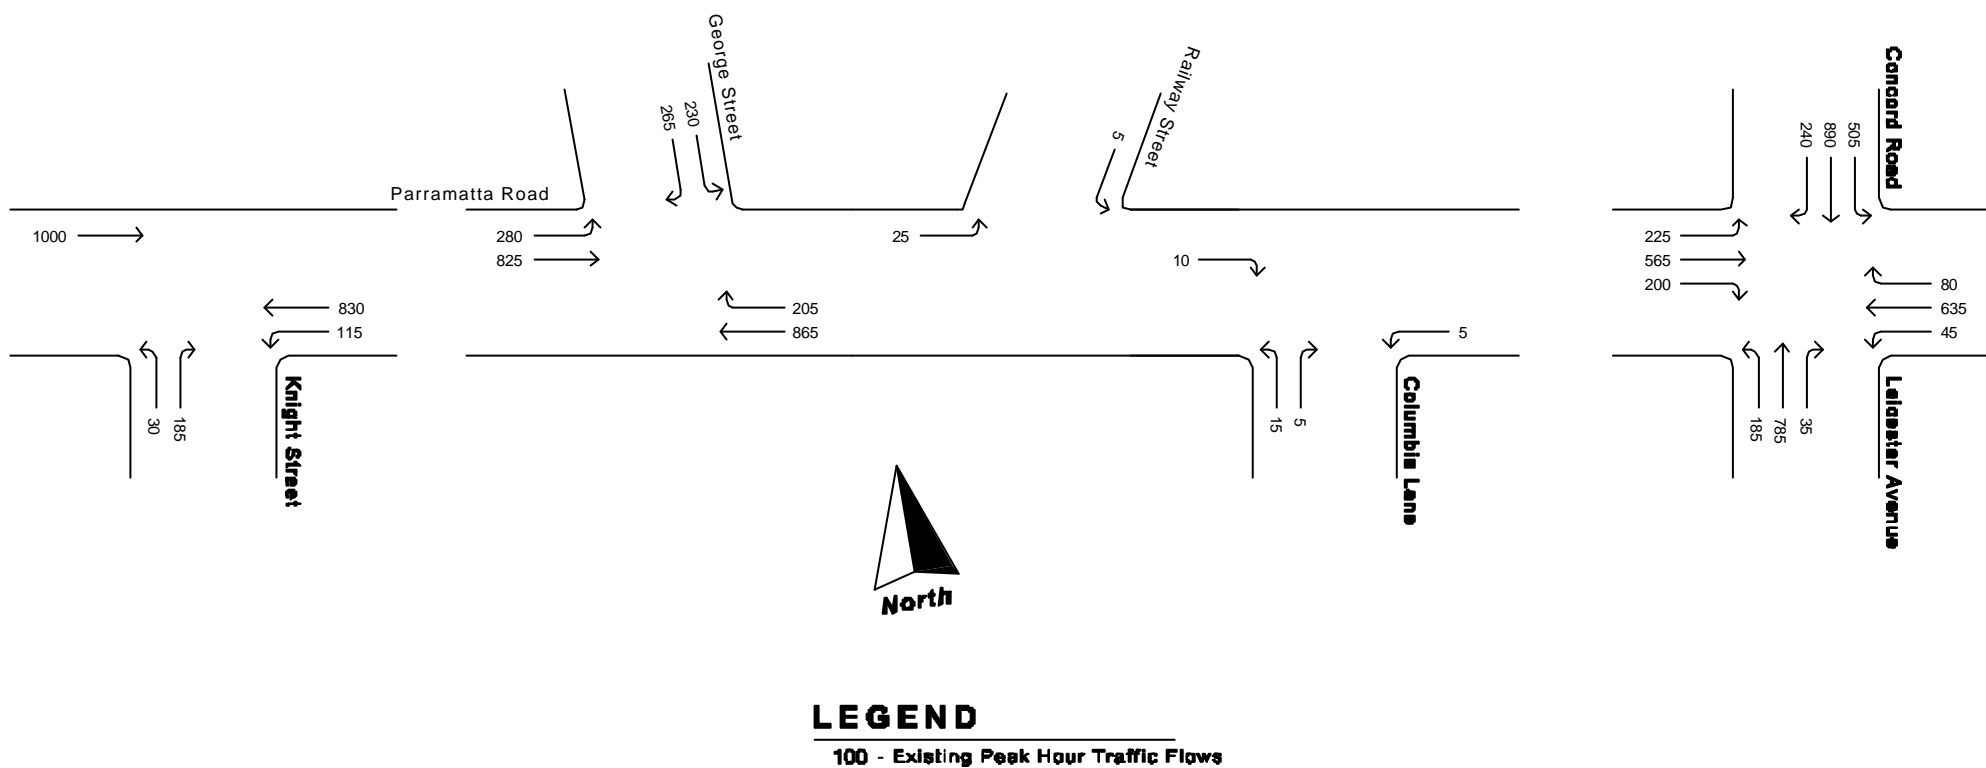 George Street
Railway Street
Concord Road
265
230
5
240
890
505
Parramatta Road
1000
280
825
25
10
225
565
200
830
115
205
865
5
80
635
45
30
185
Knight Street
15
5
Columbia Lane
185
785
35
Leicester Avenue
North
LEGEND
100 - Existing Peak Hour Traffic Flows